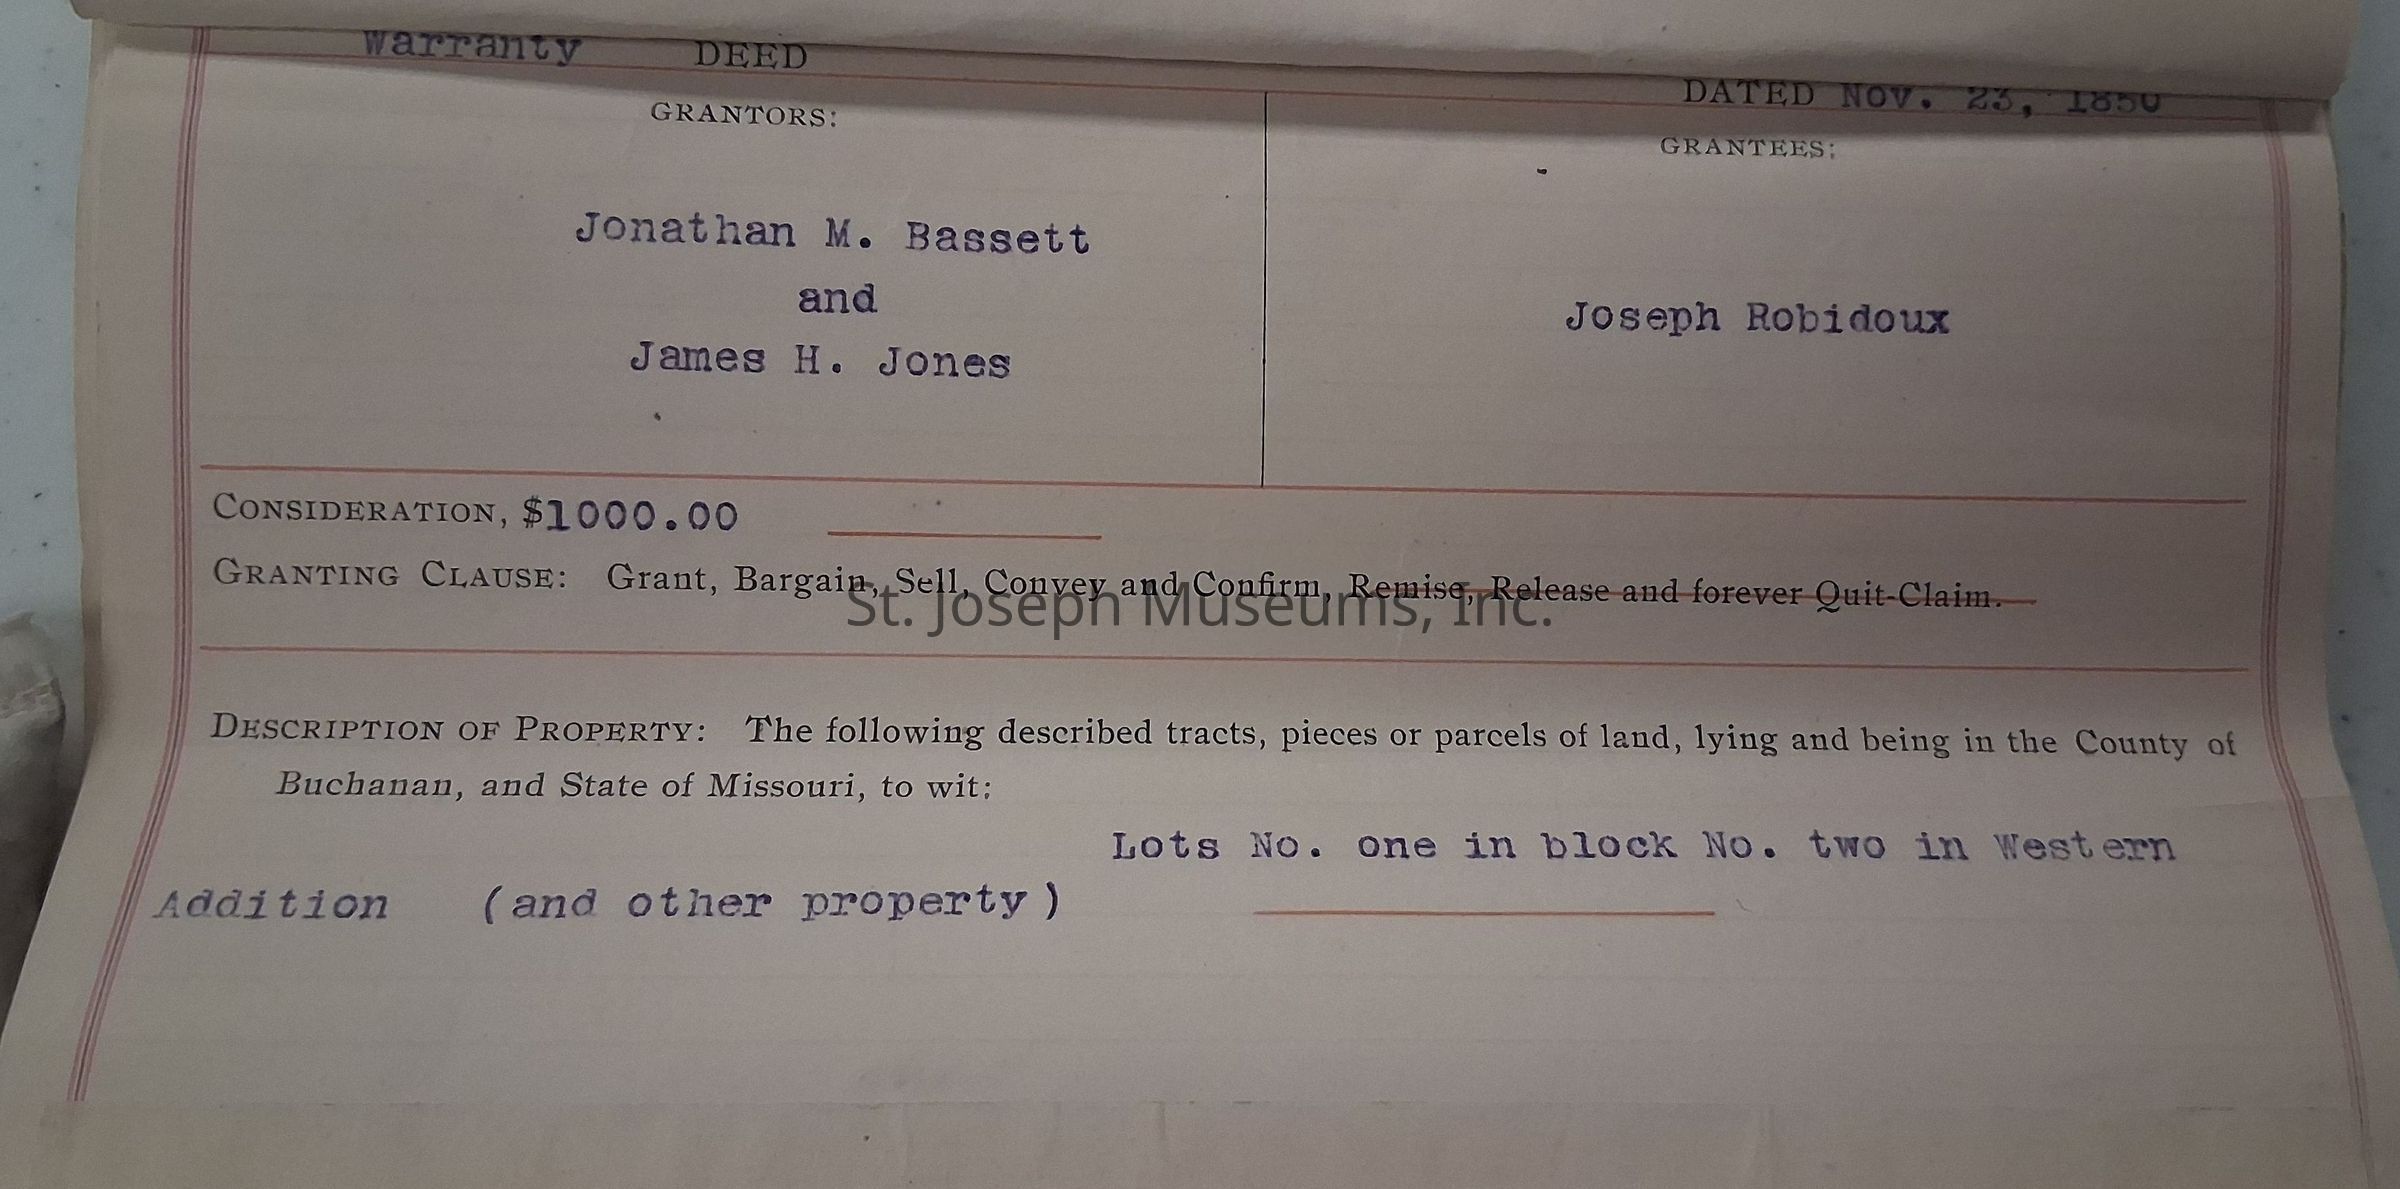 Warranty DEED
DATED Nov. 23, 1850
GRANTORS:
GRANTEES:
Jonathan M. Bassett
and
James H. Jones
Joseph Robidoux
CONSIDERATION, $1000.00
GRANTING CLAUSE: Grant, Bargain, Sell, Convey and Confirm, Remise, Release and forever Quit-Claim.
St. Joseph Museums, Inc.
DESCRIPTION OF PROPERTY: The following described tracts, pieces or parcels of land, lying and being in the County of
Buchanan, and State of Missouri, to wit:
Lots No. one in block No. two in Western
Addition (and other property)